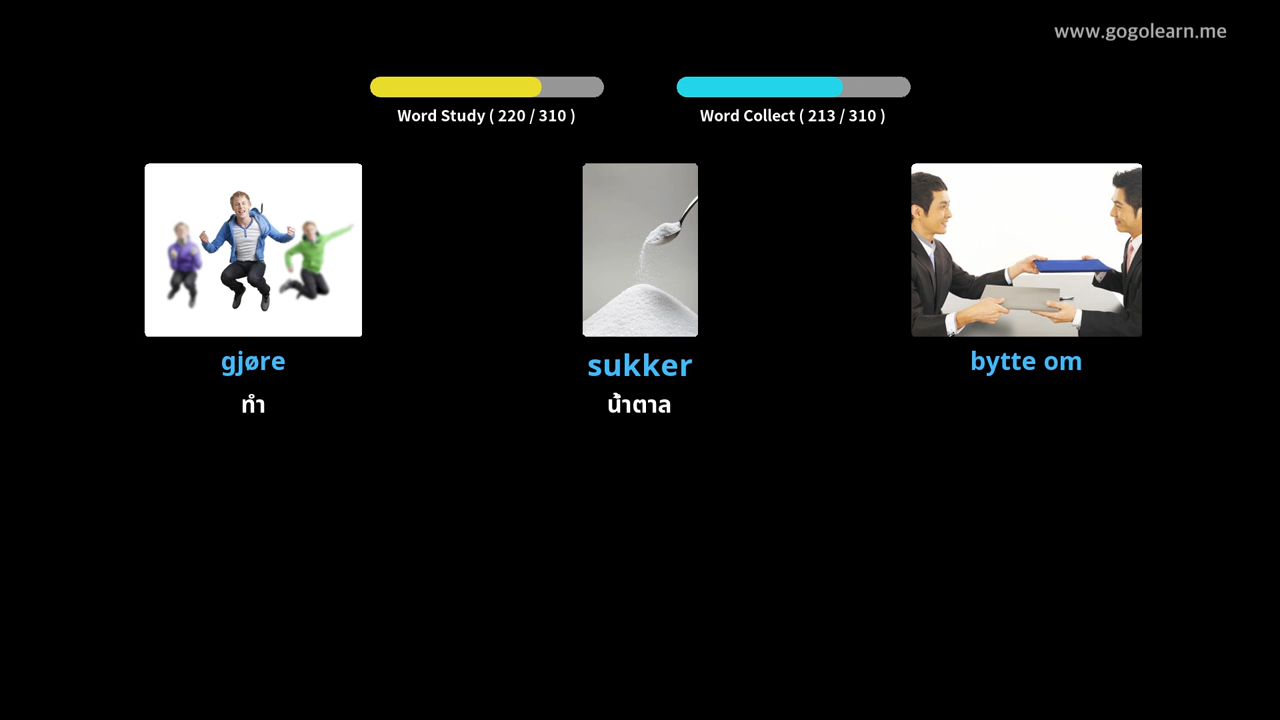 www.gogolearn.me
Word Study ( 220 / 310 )
Word Collect ( 213 / 310 )
gjøre
ทำ
sukker
น้ำตาล
bytte om